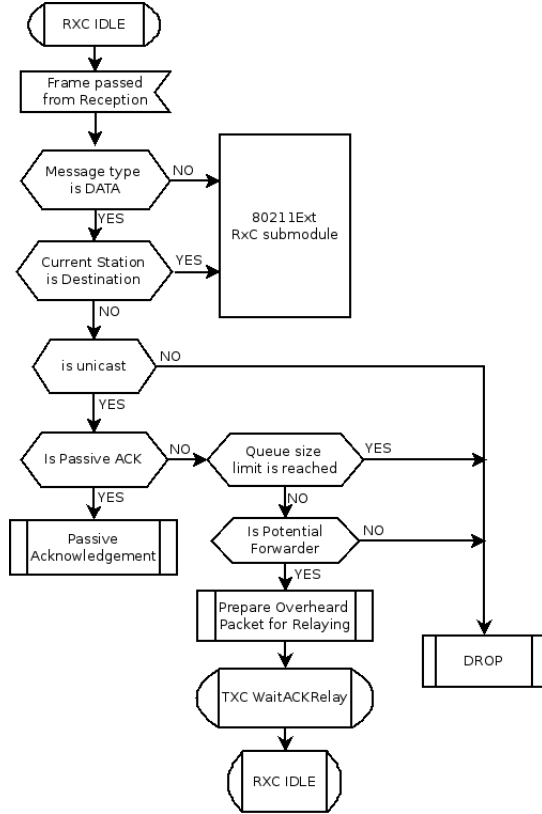 RXC IDLE
Frame passed
from Reception
Message type
is DATA
NO
YES
80211Ext
RxC submodule
Current Station
is Destination
YES
NO
is unicast
NO
YES
Is Passive ACK
NO
Queue size
limit is reached
YES
YES
NO
Passive
Acknowledgement
Is Potential
Forwarder
NO
YES
Prepare Overheard
Packet for Relaying
DROP
TXC WaitACKRelay
RXC IDLE